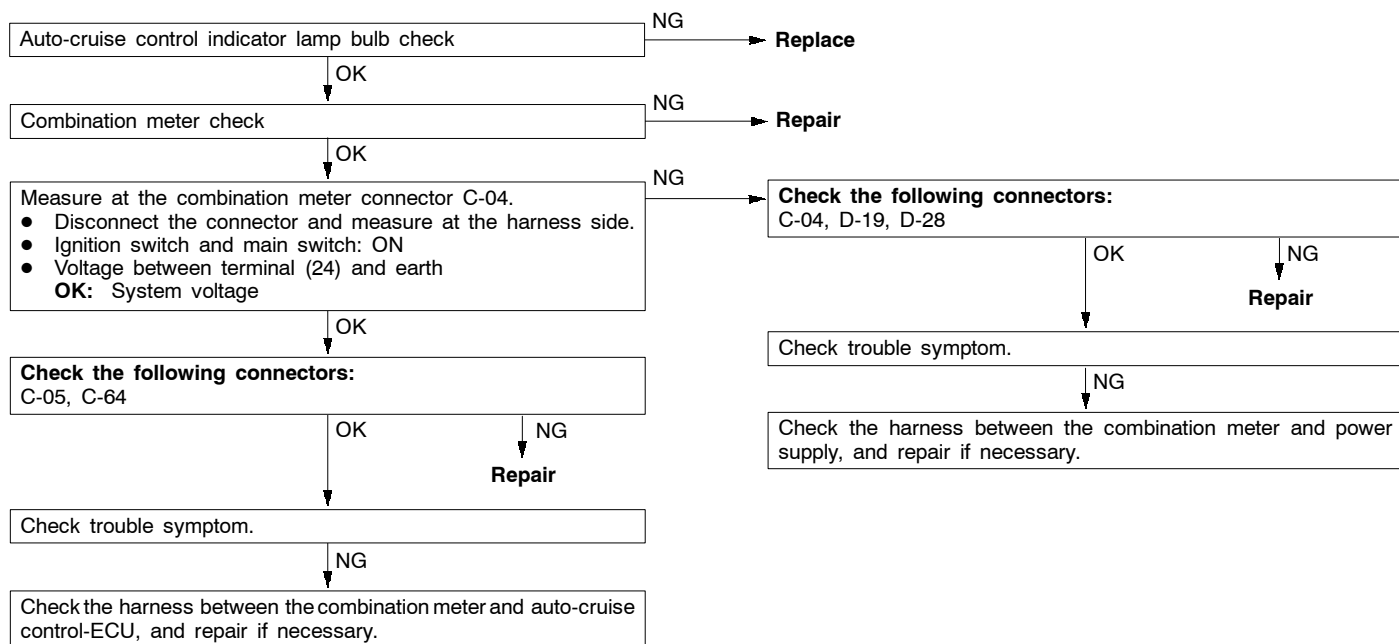 Auto-cruise control indicator lamp bulb check
NG
Replace
OK
Combination meter check
NG
Repair
OK
Measure at the combination meter connector C-04.
● Disconnect the connector and measure at the harness side.
● Ignition switch and main switch: ON
● Voltage between terminal (24) and earth
OK: System voltage
NG
Check the following connectors:
C-04, D-19, D-28
OK
NG
Repair
Check trouble symptom.
NG
Check the harness between the combination meter and power
supply, and repair if necessary.
OK
Check the following connectors:
C-05, C-64
OK
NG
Repair
Check trouble symptom.
NG
Check the harness between the combination meter and auto-cruise
control-ECU, and repair if necessary.